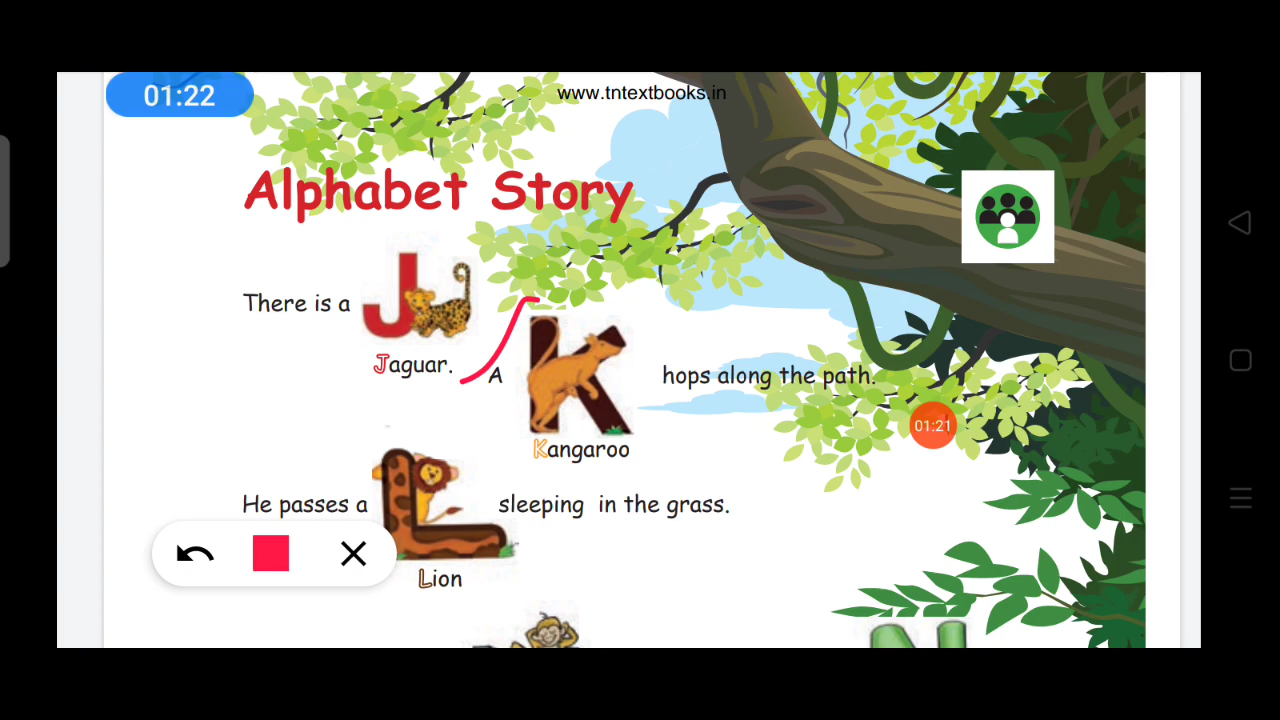 01:22
www.tntextbooks.in
Alphabet Story
There is a J
Jaguar.
A K hops along the path.
01:21
Kangaroo
He passes a L sleeping in the grass.
Lion
N